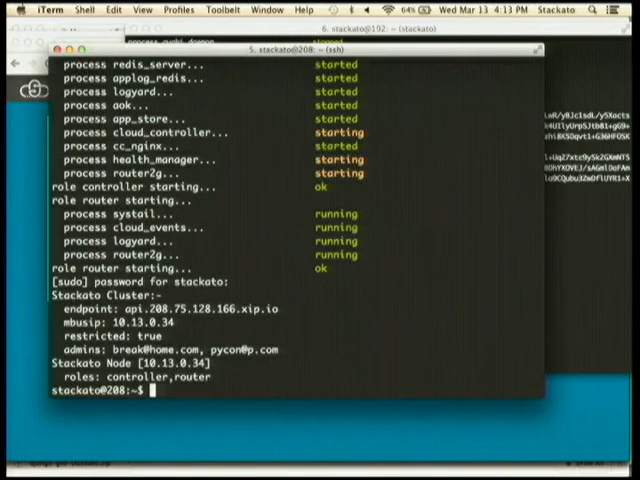 iTerm Shell Edit View Profiles Toolbelt Window Help 64% Wed Mar 13 4:13 PM Stackato
6. stackato@192: ~ (ssh)
5. stackato@208: ~ (ssh)
process redis_server... started
process applog_redis... started
process logyard... started
process aok... started
process app_store... started
process cloud_controller... starting
process cc_nginx... started
process health_manager... starting
process router2g... starting
role controller starting... ok
role router starting...
process systail... running
process cloud_events... running
process logyard... running
process router2g... running
role router starting... ok
[sudo] password for stackato:
Stackato Cluster:-
endpoint: api.208.75.128.166.xip.io
mbusip: 10.13.0.34
restricted: true
admins: break@home.com, pycon@p.com
Stackato Node [10.13.0.34]
roles: controller,router
stackato@208:~$